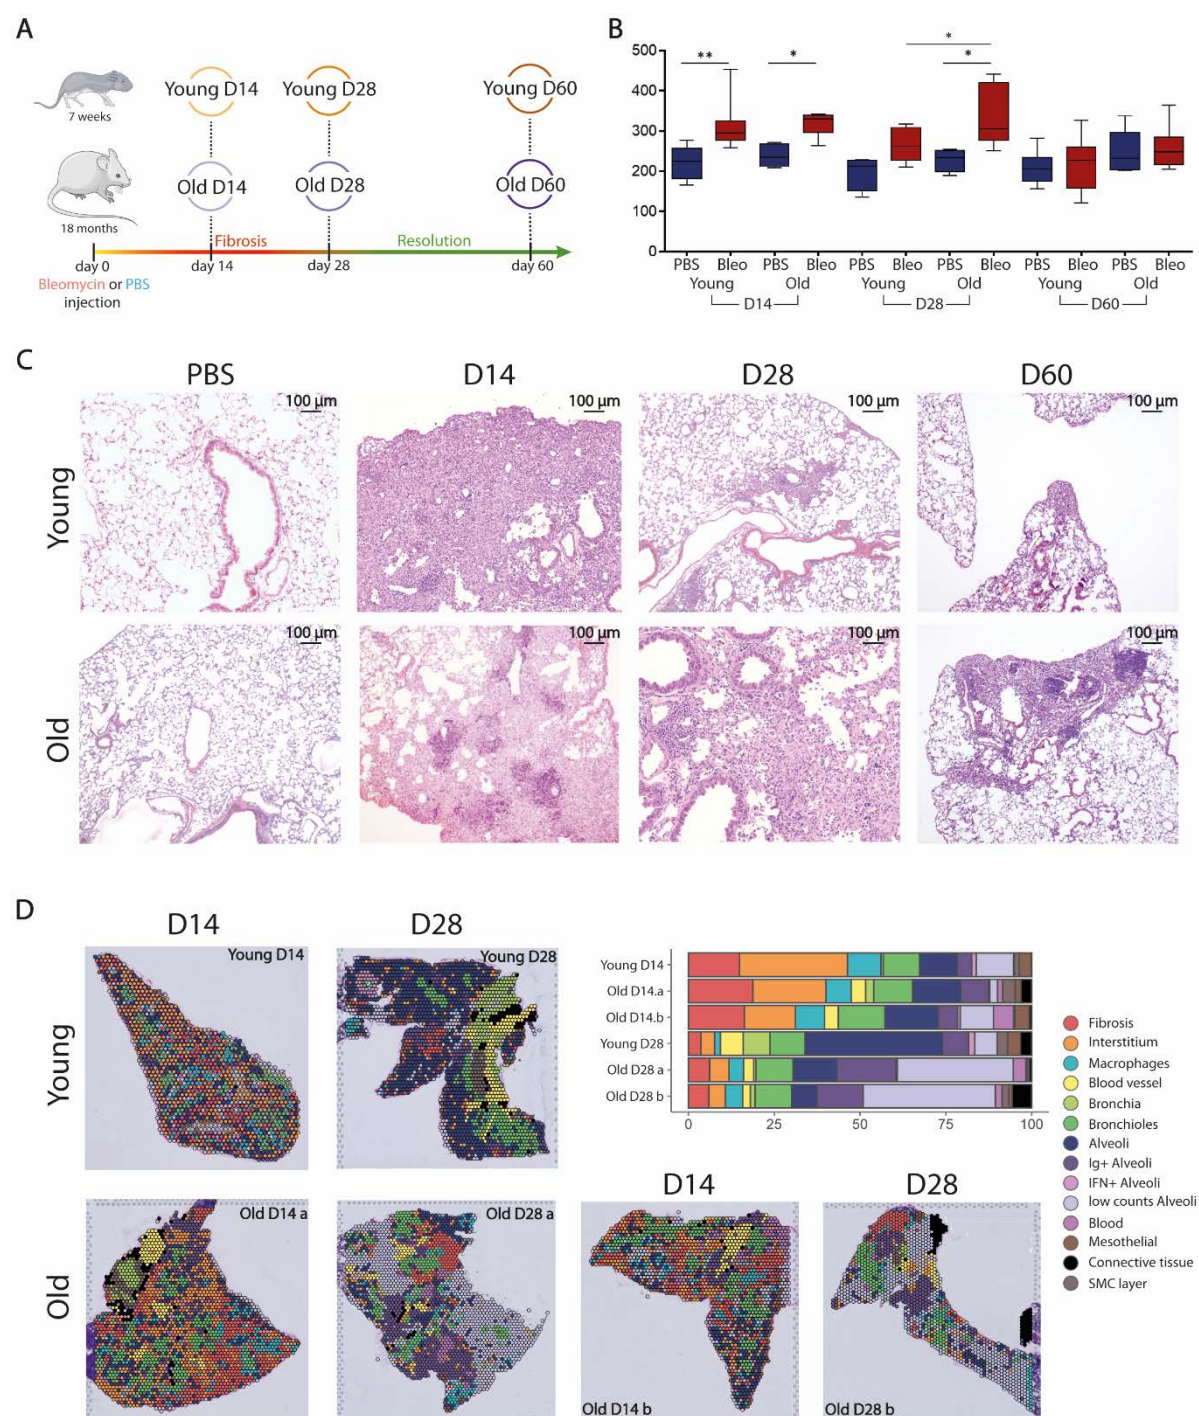 A
Young D14
Young D28
Young D60
7 weeks
Old D14
Old D28
Old D60
18 months
Fibrosis
Resolution
day 0
day 14
day 28
day 60
Bleomycin or PBS
injection
B
500
400
300
200
100
0
**
*
*
*
PBS Bleo PBS Bleo PBS Bleo PBS Bleo PBS Bleo PBS Bleo
Young Old Young Old Young Old
D14 D28 D60
C
PBS D14 D28 D60
Young
100 µm 100 µm 100 µm 100 µm
Old
100 µm 100 µm 100 µm 100 µm
D
D14 D28
Young
Young D14
Young D28
Young D14
Old D14.a
Old D14.b
Young D28
Old D28 a
Old D28 b
0 25 50 75 100
Fibrosis
Interstitium
Macrophages
Blood vessel
Bronchia
Bronchioles
Alveoli
Ig+ Alveoli
IFN+ Alveoli
low counts Alveoli
Blood
Mesothelial
Connective tissue
SMC layer
D14 D28
Old
Old D14 a
Old D28 a
Old D14 b
Old D28 b